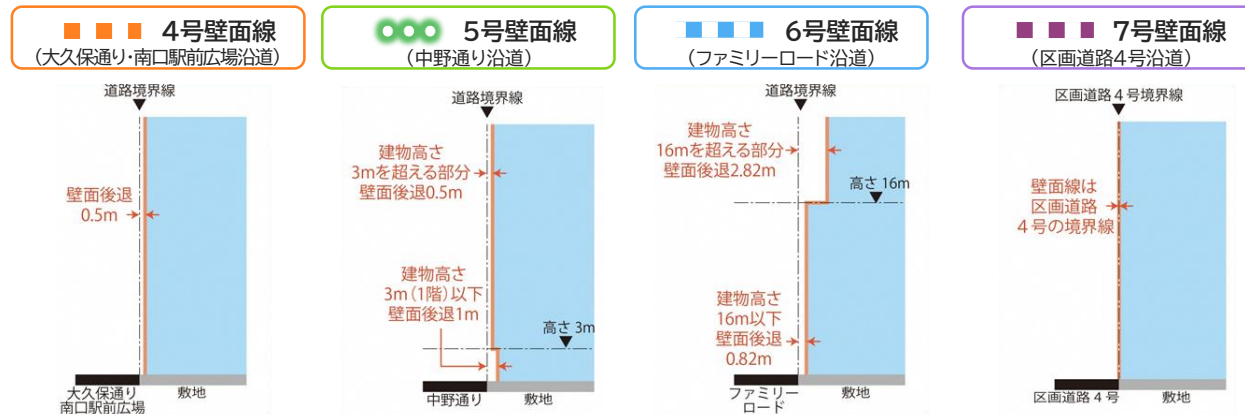 4号壁面線
(大久保通り・南口駅前広場沿道)
道路境界線
壁面後退
0.5m
大久保通り
南口駅前広場
敷地
5号壁面線
(中野通り沿道)
道路境界線
建物高さ
3mを超える部分
壁面後退0.5m
建物高さ
3m(1階)以下
壁面後退1m
高さ 3m
中野通り
敷地
6号壁面線
(ファミリーロード沿道)
道路境界線
建物高さ
16mを超える部分
壁面後退2.82m
高さ 16m
建物高さ
16m以下
壁面後退
0.82m
ファミリー
ロード
敷地
7号壁面線
(区画道路4号沿道)
区画道路4号境界線
壁面線は
区画道路
4号の境界線
区画道路4号
敷地